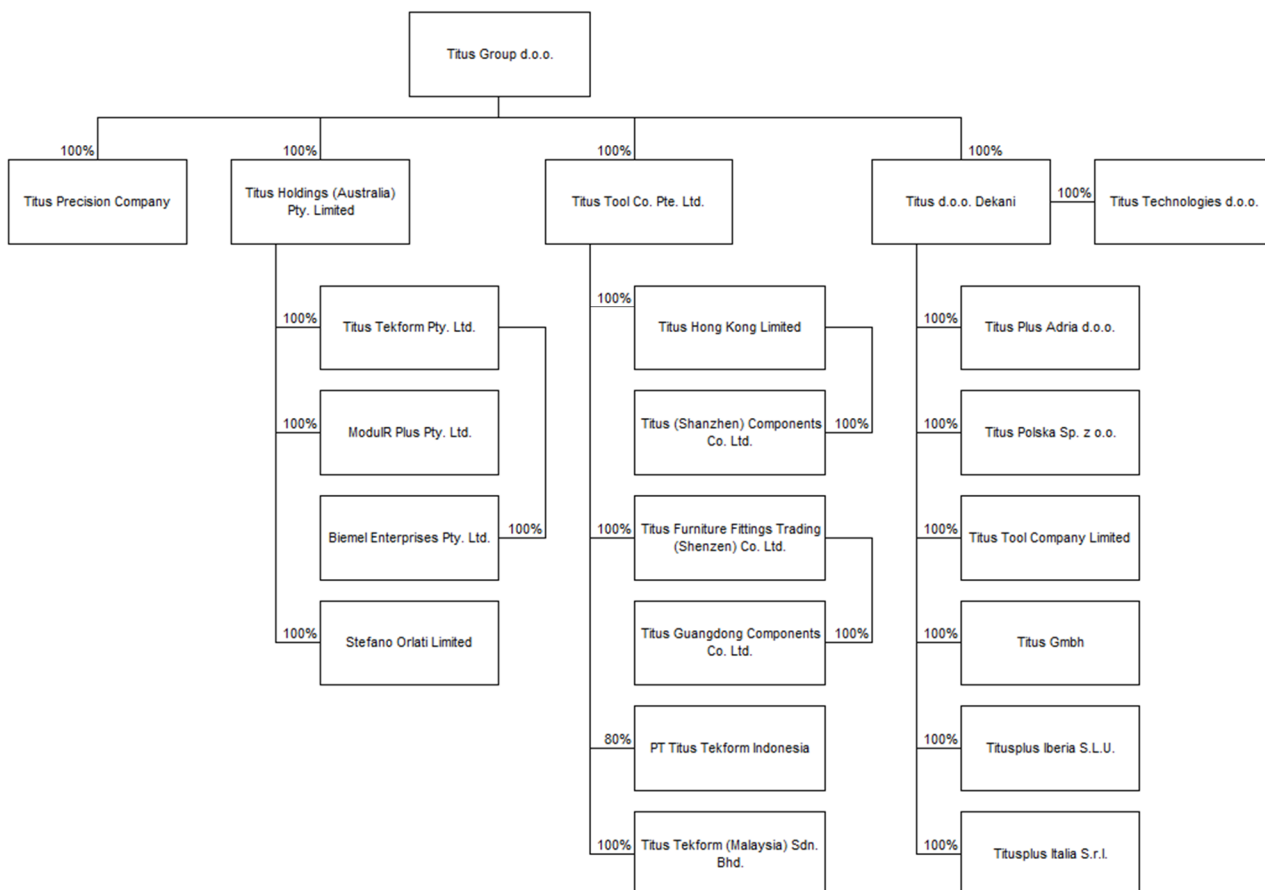 Titus Group d.o.o.
100%
100%
100%
100%
Titus Precision Company
Titus Holdings (Australia)
Pty. Limited
Titus Tool Co. Pte. Ltd.
Titus d.o.o. Dekani
100%
Titus Technologies d.o.o.
100%
Titus Tekform Pty. Ltd.
100%
ModulR Plus Pty. Ltd.
Biemel Enterprises Pty. Ltd.
100%
100%
Stefano Orlati Limited
100%
Titus Hong Kong Limited
Titus (Shanzhen) Components
Co. Ltd.
100%
100%
Titus Furniture Fittings Trading
(Shenzen) Co. Ltd.
Titus Guangdong Components
Co. Ltd.
100%
80%
PT Titus Tekform Indonesia
100%
Titus Tekform (Malaysia) Sdn.
Bhd.
100%
Titus Plus Adria d.o.o.
100%
Titus Polska Sp. z o.o.
100%
Titus Tool Company Limited
100%
Titus Gmbh
100%
Titusplus Iberia S.L.U.
100%
Titusplus Italia S.r.l.